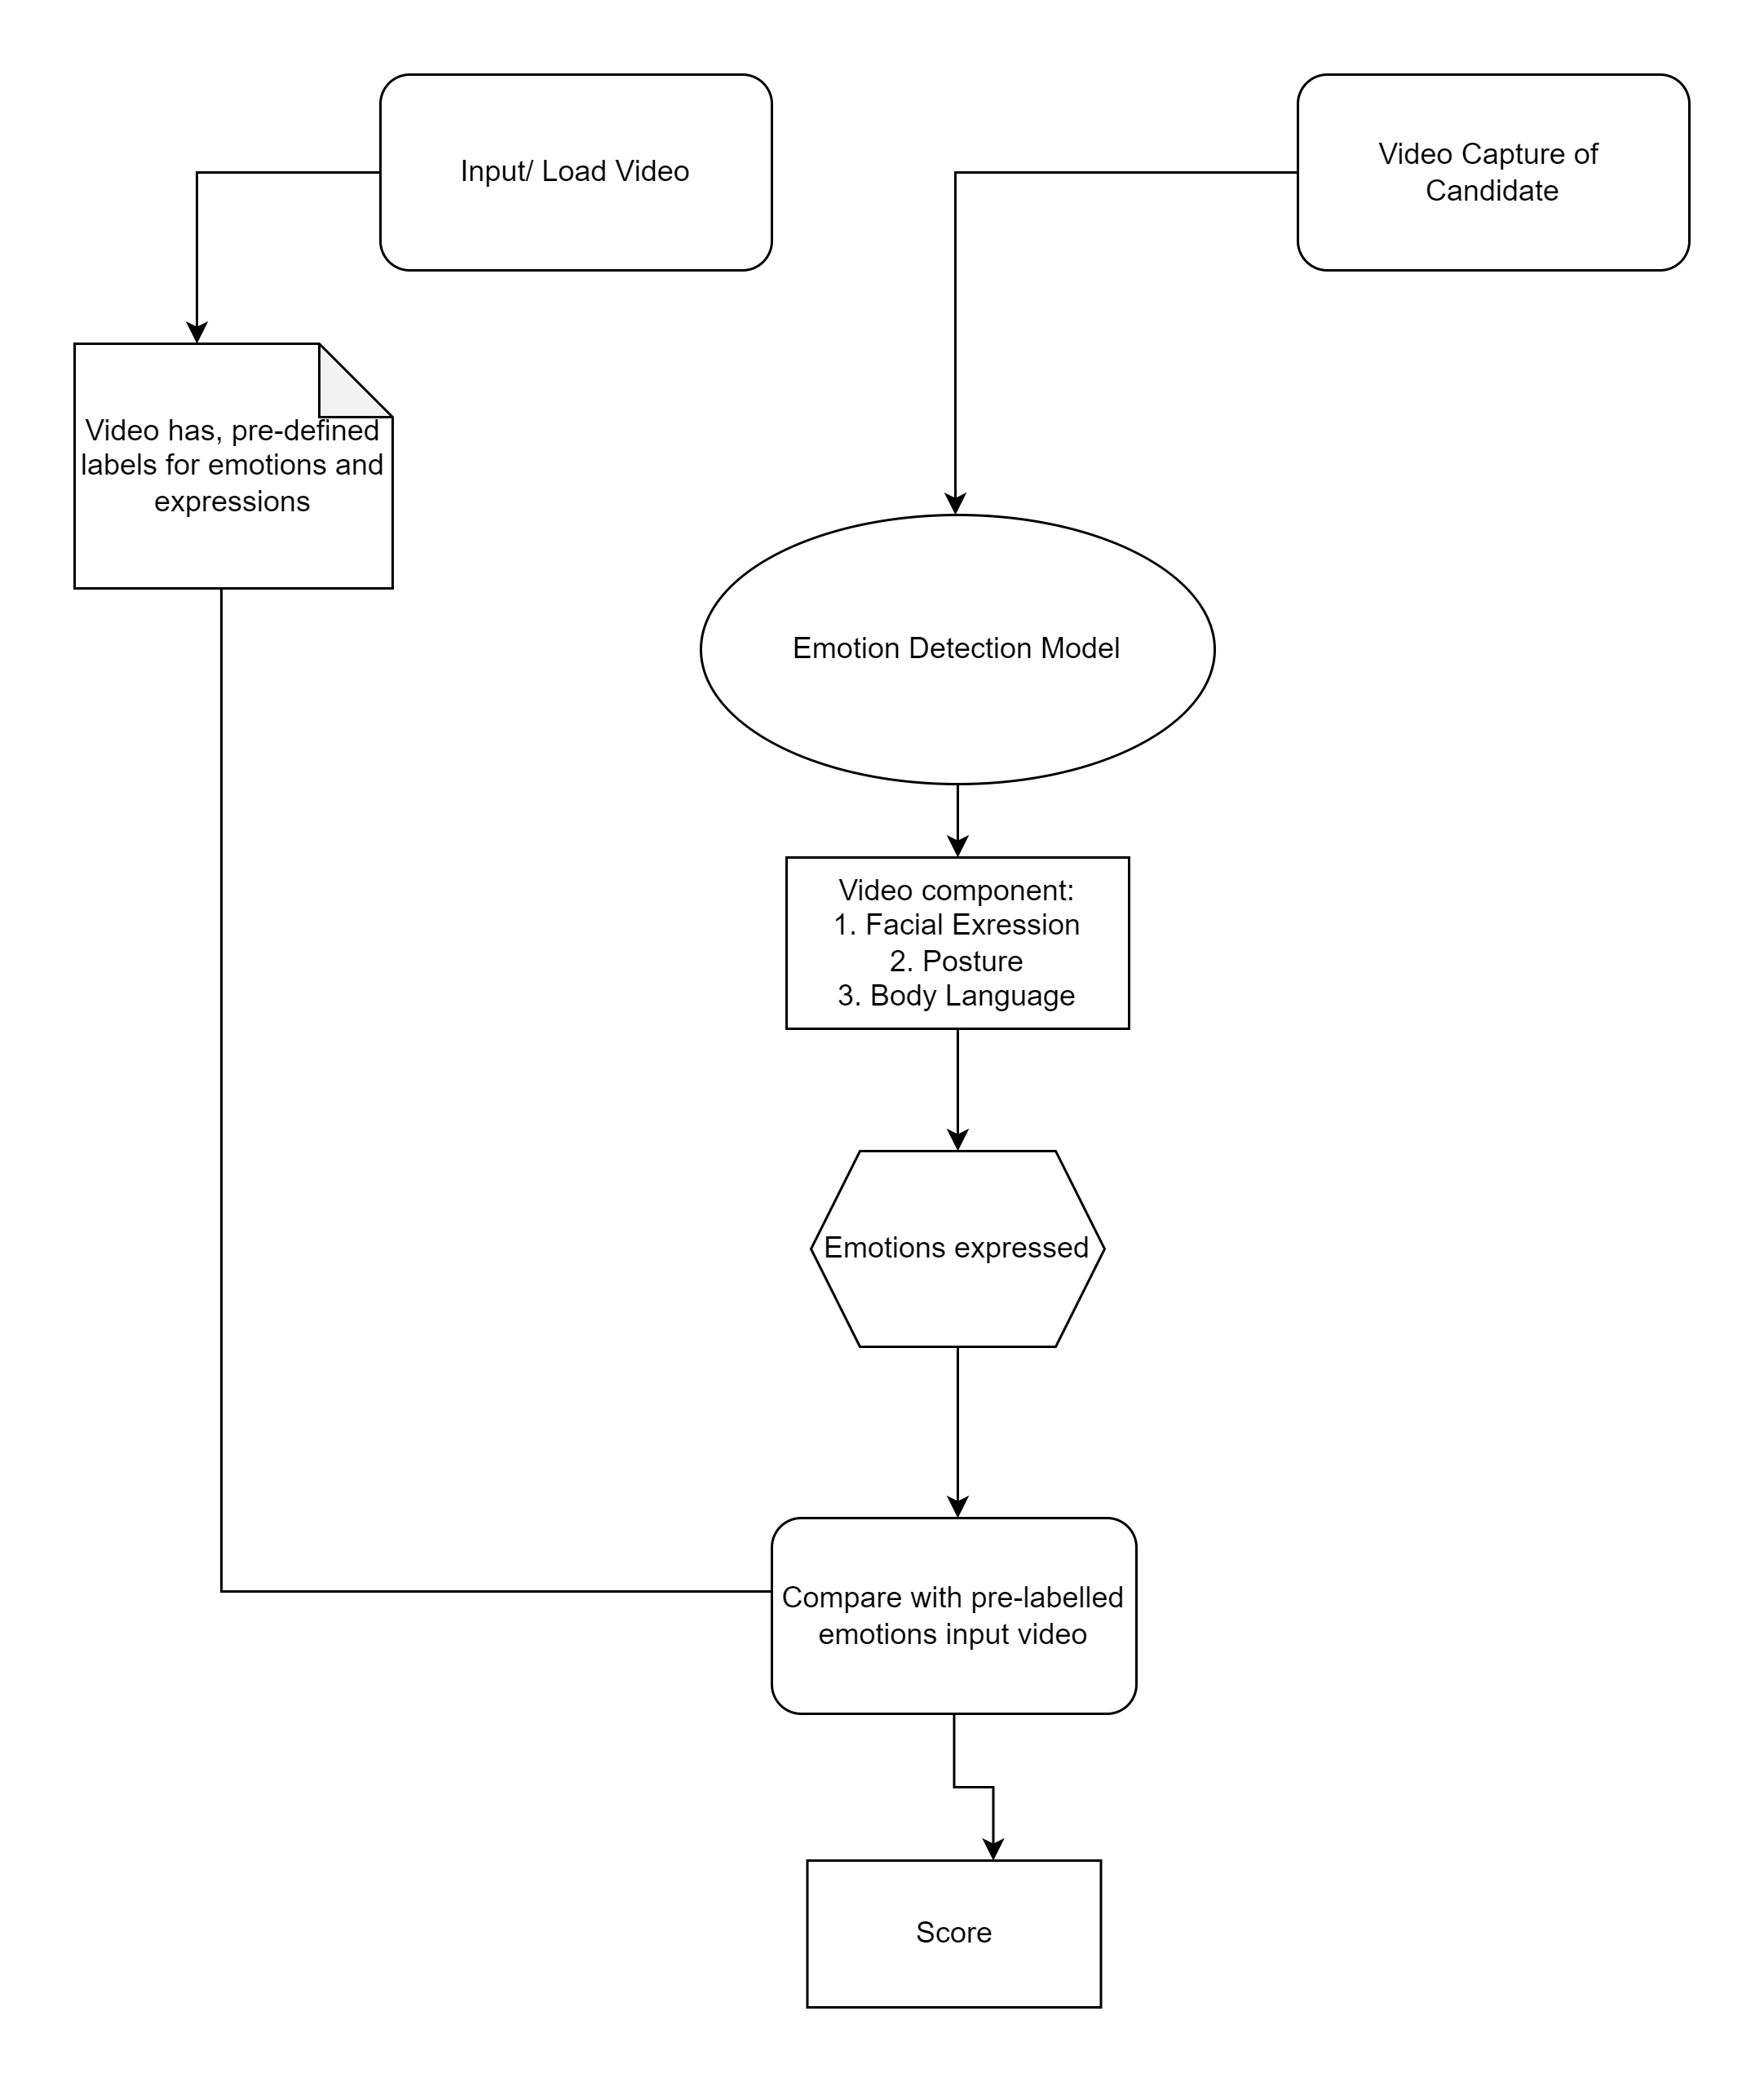 Input/ Load Video
Video Capture of
Candidate
Video has, pre-defined
labels for emotions and
expressions
Emotion Detection Model
Video component:
1. Facial Exression
2. Posture
3. Body Language
Emotions expressed
Compare with pre-labelled
emotions input video
Score